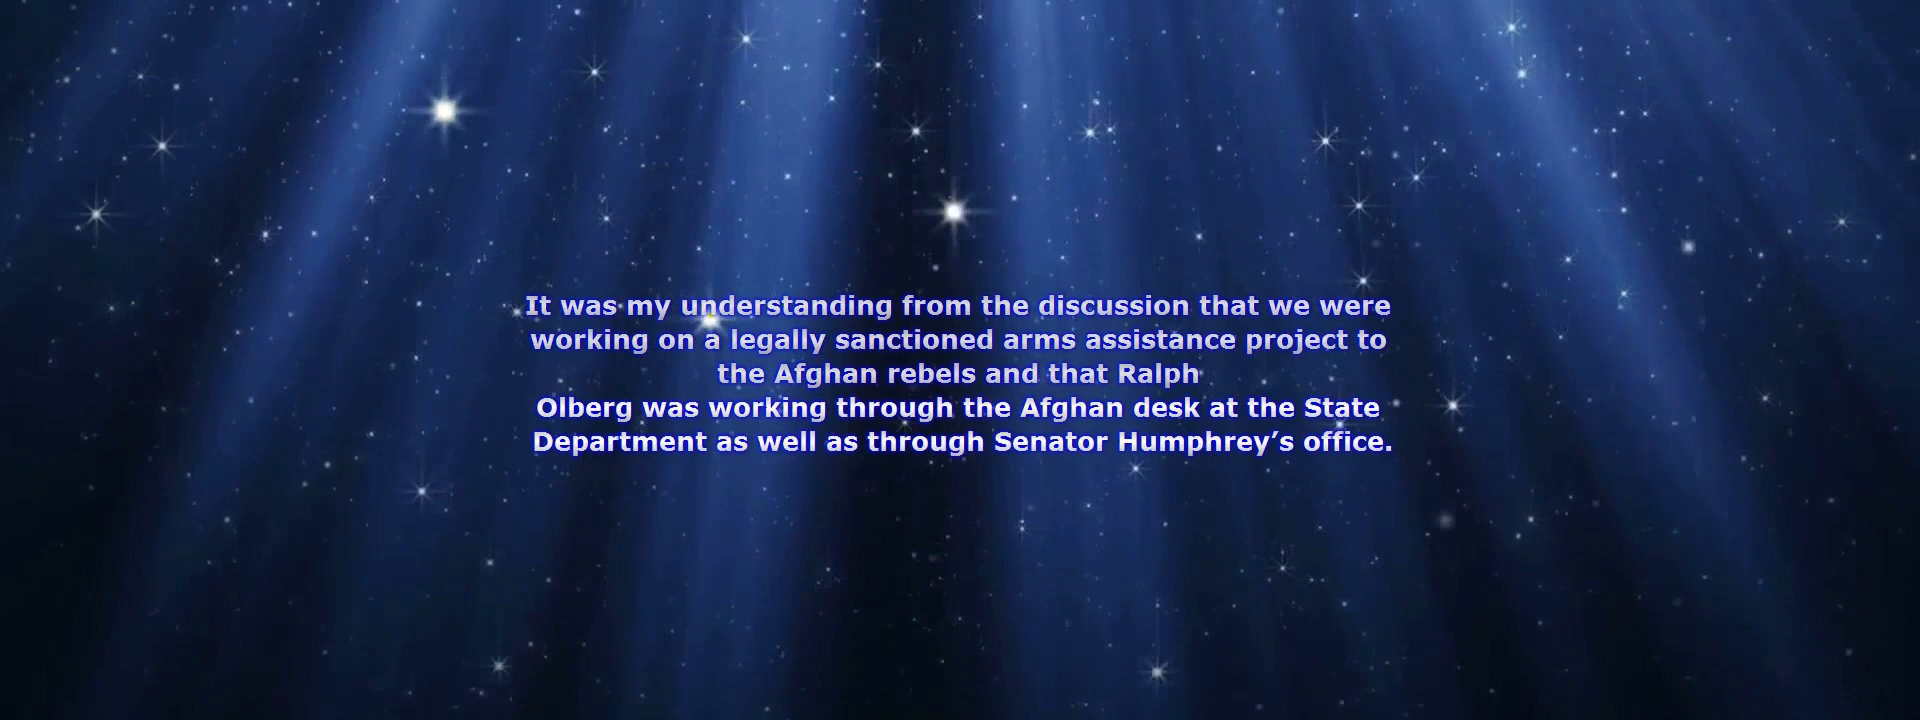 It was my understanding from the discussion that we were
working on a legally sanctioned arms assistance project to
the Afghan rebels and that Ralph
Olberg was working through the Afghan desk at the State
Department as well as through Senator Humphrey’s office.